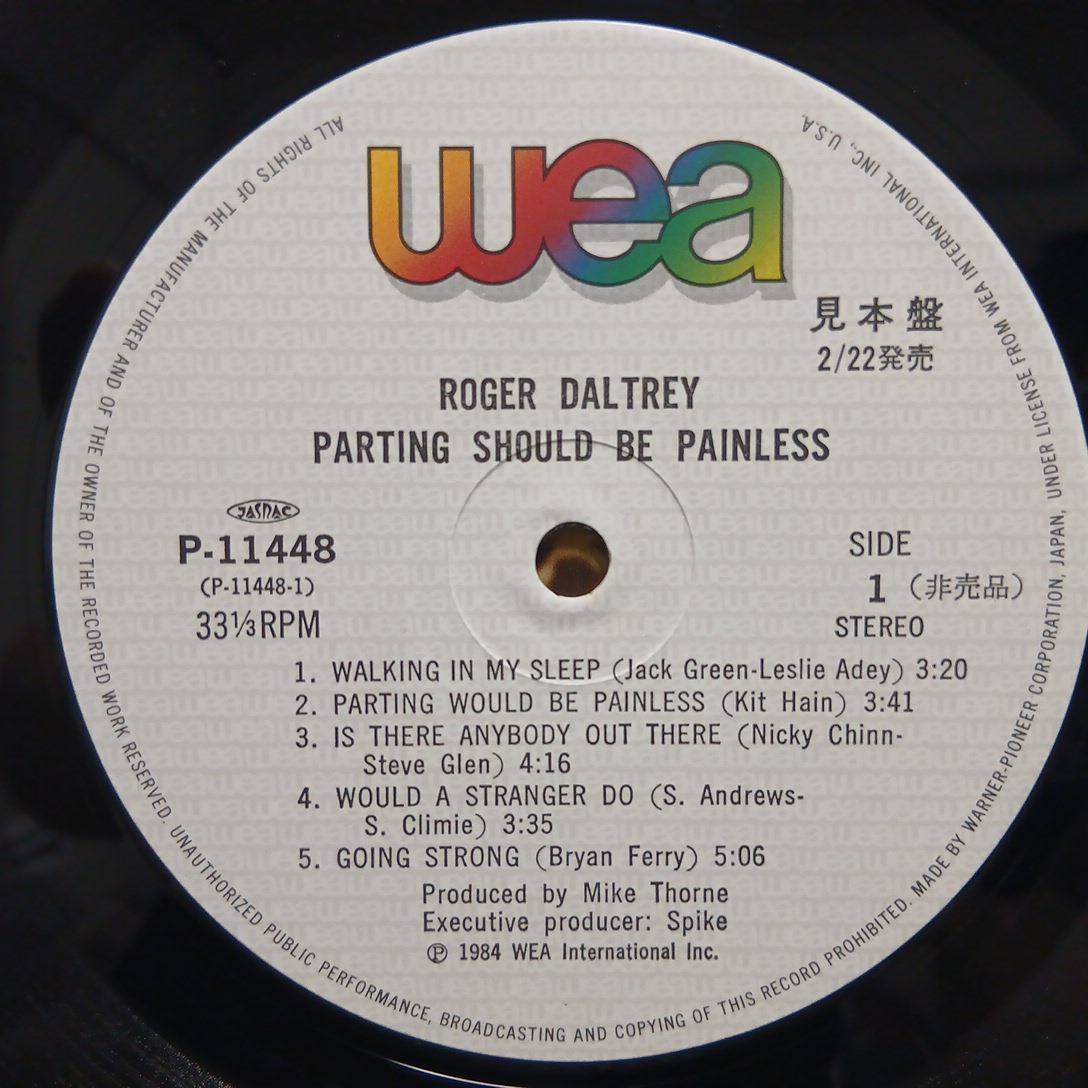 wea
見本盤
2/22発売
ROGER DALTREY
PARTING SHOULD BE PAINLESS
JASRAC
P-11448
(P-11448-1)
33⅓RPM
SIDE
1 (非売品)
STEREO
1. WALKING IN MY SLEEP (Jack Green-Leslie Adey) 3:20
2. PARTING WOULD BE PAINLESS (Kit Hain) 3:41
3. IS THERE ANYBODY OUT THERE (Nicky Chinn-
Steve Glen) 4:16
4. WOULD A STRANGER DO (S. Andrews-
S. Climie) 3:35
5. GOING STRONG (Bryan Ferry) 5:06
Produced by Mike Thorne
Executive producer: Spike
℗ 1984 WEA International Inc.
ALL RIGHTS OF THE MANUFACTURER AND OF THE OWNER OF THE RECORDED WORK RESERVED. UNAUTHORIZED PUBLIC PERFORMANCE, BROADCASTING AND COPYING OF THIS RECORD PROHIBITED. MADE BY WARNER-PIONEER CORPORATION, JAPAN, UNDER LICENSE FROM WEA INTERNATIONAL INC., U.S.A.